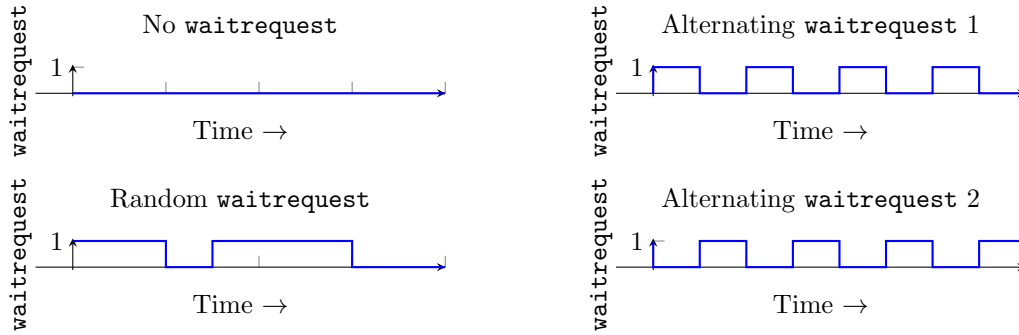 No waitrequest
waitrequest
1
Time →
Alternating waitrequest 1
waitrequest
1
Time →
Random waitrequest
waitrequest
1
Time →
Alternating waitrequest 2
waitrequest
1
Time →